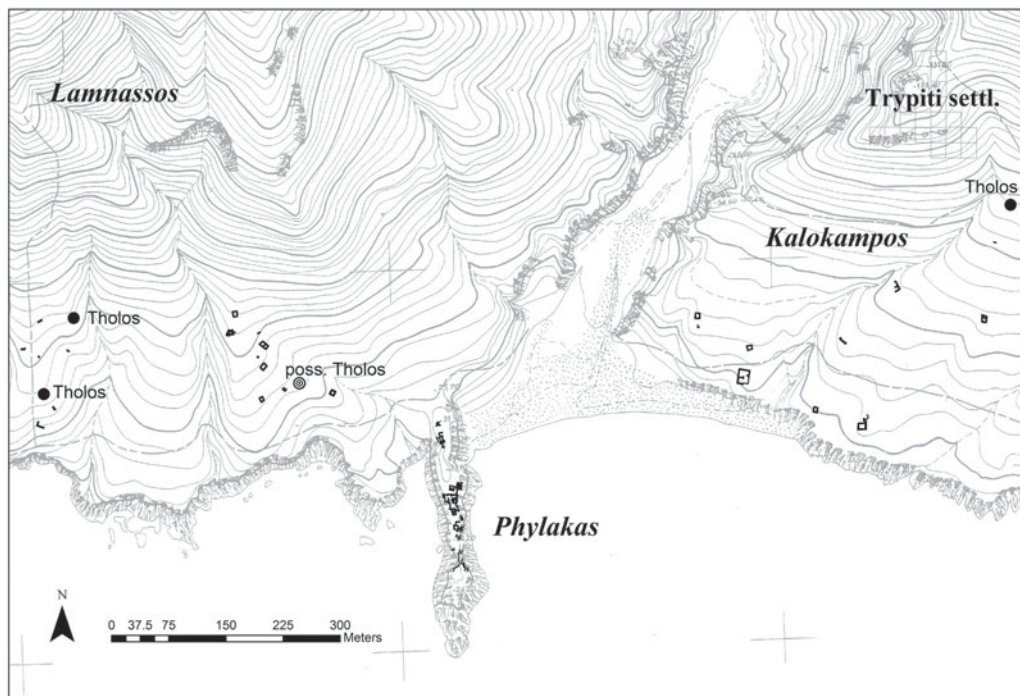 Lamnassos
Trypiti settl.
Tholos
Kalokampos
Tholos
poss. Tholos
Tholos
Phylakas
N
0 37.5 75 150 225 300
Meters